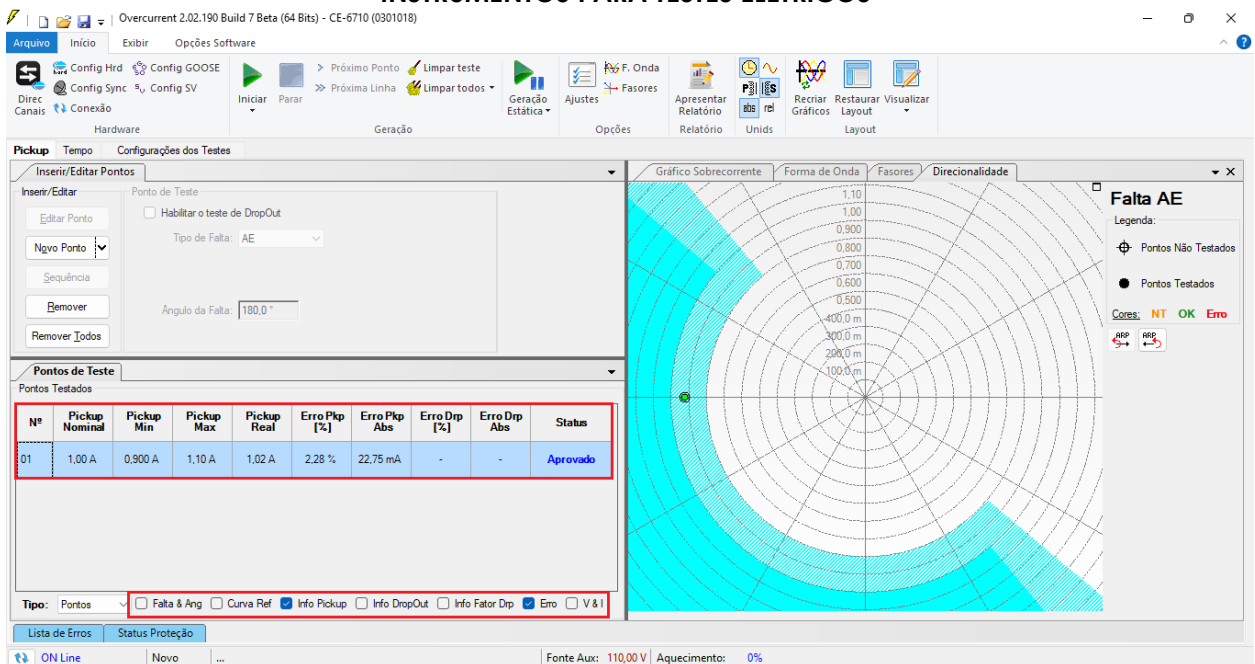 INSTRUMENTOS PARA TESTES ELÉTRICOS
Overcurrent 2.02.190 Build 7 Beta (64 Bits) - CE-6710 (0301018)
Arquivo Início Exibir Opções Software
Direc Canais
Config Hrd
Config GOOSE
Config Sync
Config SV
Conexão
Hardware
Iniciar
Parar
Próximo Ponto
Próxima Linha
Limpar teste
Limpar todos
Geração Estática
Geração
Ajustes
F. Onda
Fasores
Opções
Apresentar Relatório
Relatório
abs rel
Unids
Recriar Gráficos
Restaurar Layout
Visualizar
Layout
Pickup Tempo Configurações dos Testes
Inserir/Editar Pontos
Inserir/Editar
Editar Ponto
Novo Ponto
Sequência
Remover
Remover Todos
Ponto de Teste
Habilitar o teste de DropOut
Tipo de Falta: AE
Angulo da Falta: 180,0 °
Pontos de Teste
Pontos Testados
Nº Pickup Nominal Pickup Min Pickup Max Pickup Real Erro Pkp [%] Erro Pkp Abs Erro Drp [%] Erro Drp Abs Status
01 1,00 A 0,900 A 1,10 A 1,02 A 2,28 % 22,75 mA - - Aprovado
Tipo: Pontos Falta & Ang Curva Ref Info Pickup Info DropOut Info Fator Drp Erro V & I
Gráfico Sobrecorrente Forma de Onda Fasores Direcionalidade
1,10
1,00
0,900
0,800
0,700
0,600
0,500
400,0 m
300,0 m
200,0 m
100,0 m
Falta AE
Legenda:
Pontos Não Testados
Pontos Testados
Cores: NT OK Erro
ARP ARP
Lista de Erros Status Proteção
ON Line Novo ... Fonte Aux: 110,00 V Aquecimento: 0%